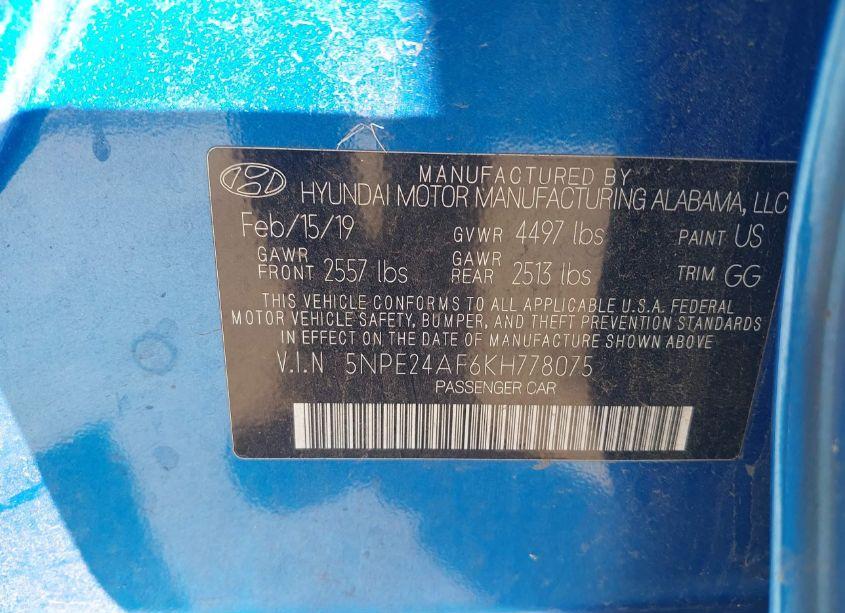 MANUFACTURED BY
HYUNDAI MOTOR MANUFACTURING ALABAMA, LLC
Feb/15/19 GVWR 4497 lbs PAINT US
GAWR FRONT 2557 lbs GAWR REAR 2513 lbs TRIM GG
THIS VEHICLE CONFORMS TO ALL APPLICABLE U.S.A. FEDERAL
MOTOR VEHICLE SAFETY, BUMPER, AND THEFT PREVENTION STANDARDS
IN EFFECT ON THE DATE OF MANUFACTURE SHOWN ABOVE
V.I.N 5NPE24AF6KH778075
PASSENGER CAR